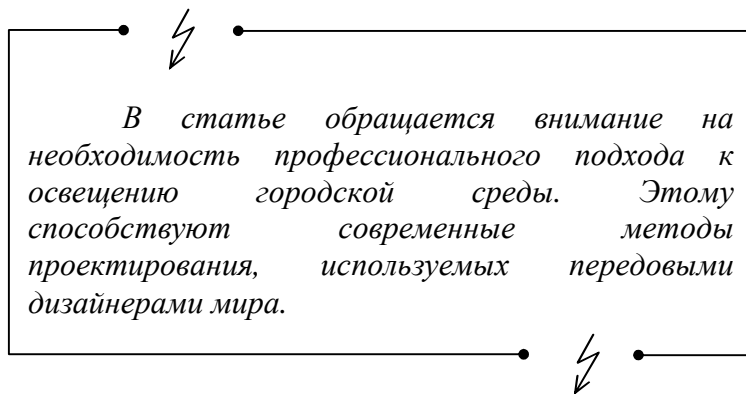 В статье обращается внимание на
необходимость профессионального подхода к
освещению городской среды. Этому
способствуют современные методы
проектирования, используемых передовыми
дизайнерами мира.